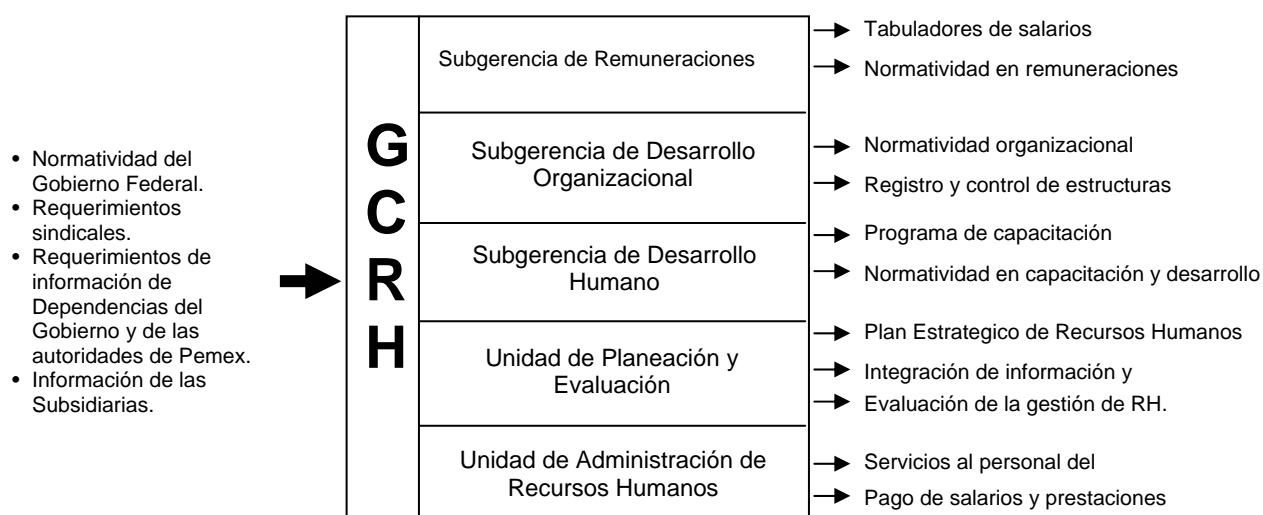 • Normatividad del
Gobierno Federal.
• Requerimientos
sindicales.
• Requerimientos de
información de
Dependencias del
Gobierno y de las
autoridades de Pemex.
• Información de las
Subsidiarias.
G
C
R
H
Subgerencia de Remuneraciones
Tabuladores de salarios
Normatividad en remuneraciones
Subgerencia de Desarrollo
Organizacional
Normatividad organizacional
Registro y control de estructuras
Subgerencia de Desarrollo
Humano
Programa de capacitación
Normatividad en capacitación y desarrollo
Unidad de Planeación y
Evaluación
Plan Estrategico de Recursos Humanos
Integración de información y
Evaluación de la gestión de RH.
Unidad de Administración de
Recursos Humanos
Servicios al personal del
Pago de salarios y prestaciones